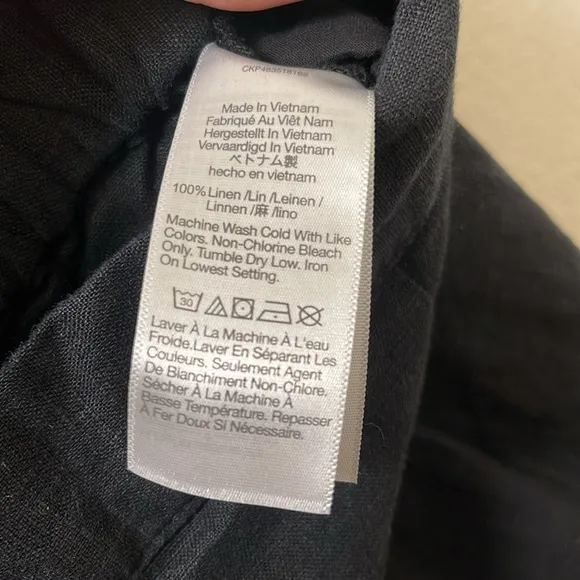 Made In Vietnam
Fabriqué Au Viêt Nam
Hergestellt In Vietnam
Vervaardigd In Vietnam
ベトナム製
hecho en vietnam
100% Linen /Lin /Leinen /
Linnen /麻 /lino
Machine Wash Cold With Like
Colors. Non-Chlorine Bleach
Only. Tumble Dry Low. Iron
On Lowest Setting.
30
Laver À La Machine À L'eau
Froide.Laver En Séparant Les
Couleurs. Seulement Agent
De Blanchiment Non-Chlore.
Sécher À La Machine À
Basse Température. Repasser
À Fer Doux Si Nécessaire.